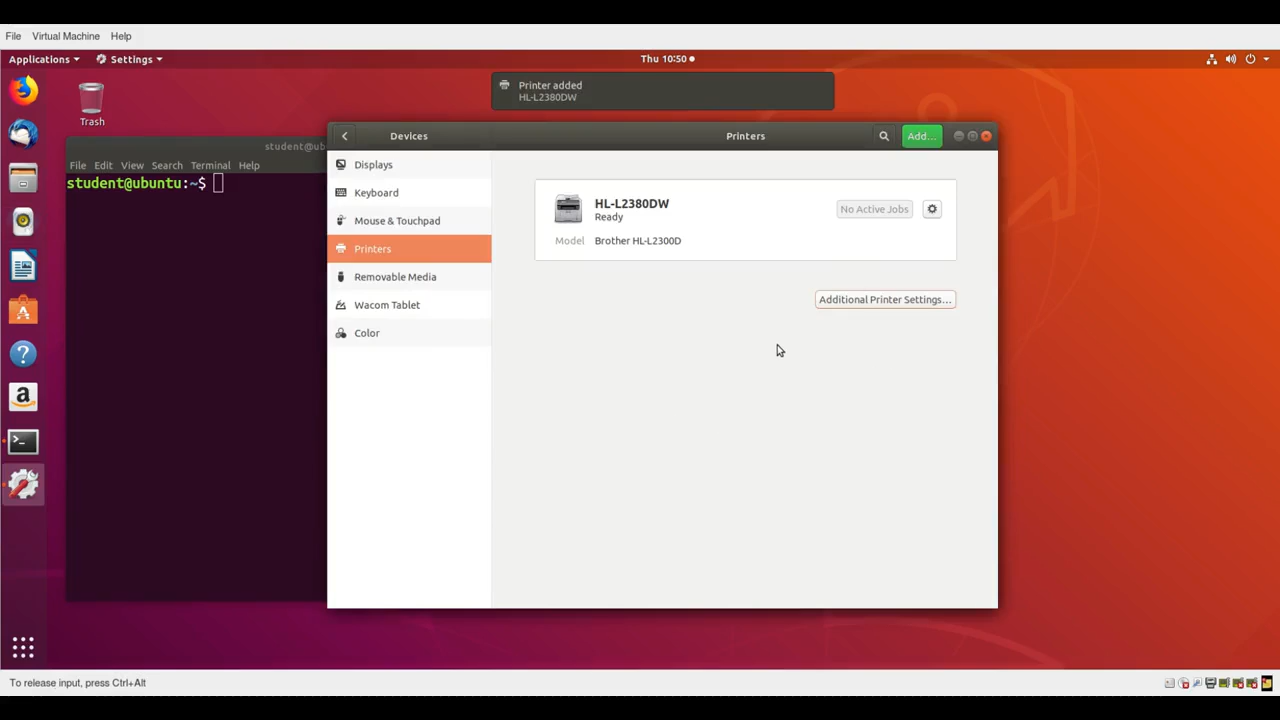 File Virtual Machine Help
Applications Settings Thu 10:50
Printer added
HL-L2380DW
Trash
student@ub
File Edit View Search Terminal Help
student@ubuntu:~$
Devices Printers Add...
Displays
Keyboard
Mouse & Touchpad
Printers
Removable Media
Wacom Tablet
Color
HL-L2380DW
Ready
No Active Jobs
Model Brother HL-L2300D
Additional Printer Settings...
To release input, press Ctrl+Alt